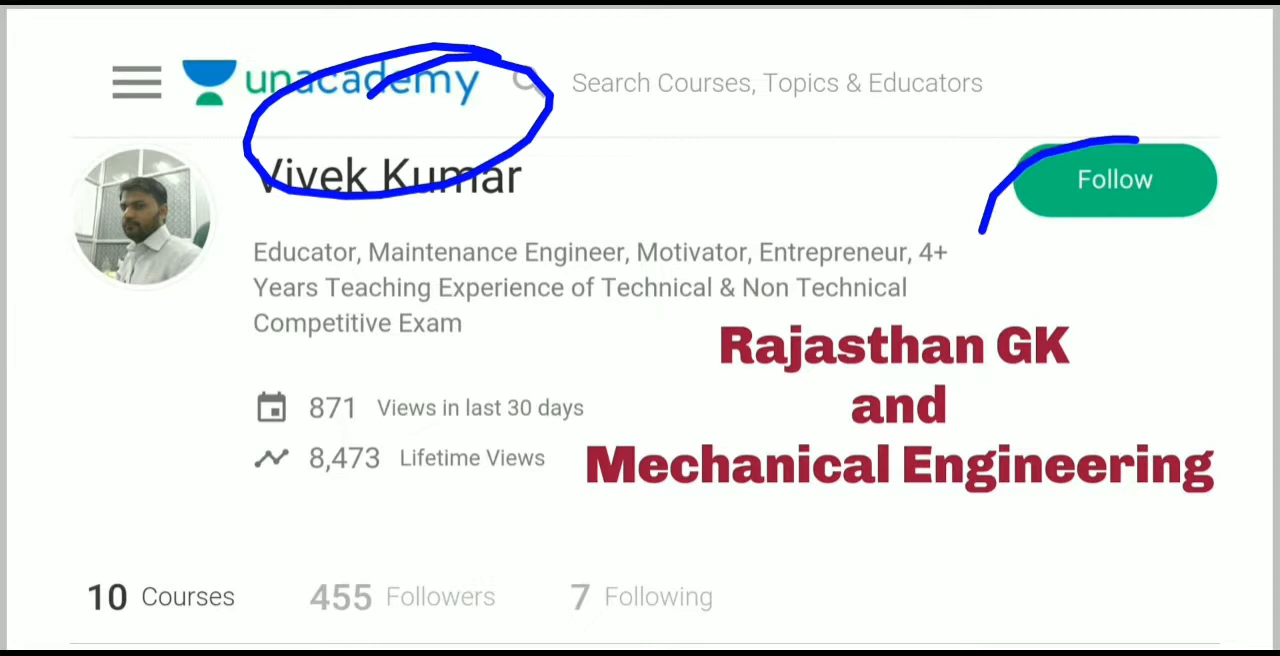 unacademy
Search Courses, Topics & Educators
Vivek Kumar
Follow
Educator, Maintenance Engineer, Motivator, Entrepreneur, 4+
Years Teaching Experience of Technical & Non Technical
Competitive Exam
871 Views in last 30 days
8,473 Lifetime Views
Rajasthan GK
and
Mechanical Engineering
10 Courses
455 Followers
7 Following